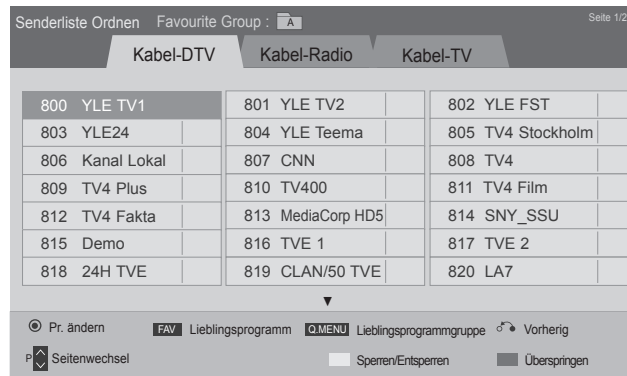 Senderliste Ordnen Favourite Group : A Seite 1/2
Kabel-DTV Kabel-Radio Kabel-TV
800 YLE TV1 801 YLE TV2 802 YLE FST
803 YLE24 804 YLE Teema 805 TV4 Stockholm
806 Kanal Lokal 807 CNN 808 TV4
809 TV4 Plus 810 TV400 811 TV4 Film
812 TV4 Fakta 813 MediaCorp HD5 814 SNY_SSU
815 Demo 816 TVE 1 817 TVE 2
818 24H TVE 819 CLAN/50 TVE 820 LA7
Pr. ändern FAV Lieblingsprogramm Q.MENU Lieblingsprogrammgruppe Vorherig
P Seitenwechsel Sperren/Entsperren Überspringen